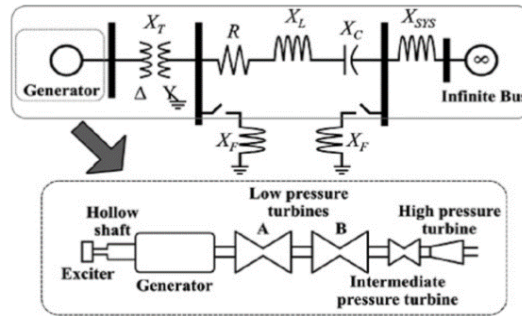 X_T
R
X_L
X_C
X_SYS
∞
Generator
Δ Y
Infinite Bus
X_F
X_F
Low pressure
turbines
Hollow
shaft
A
B
High pressure
turbine
Exciter
Generator
Intermediate
pressure turbine